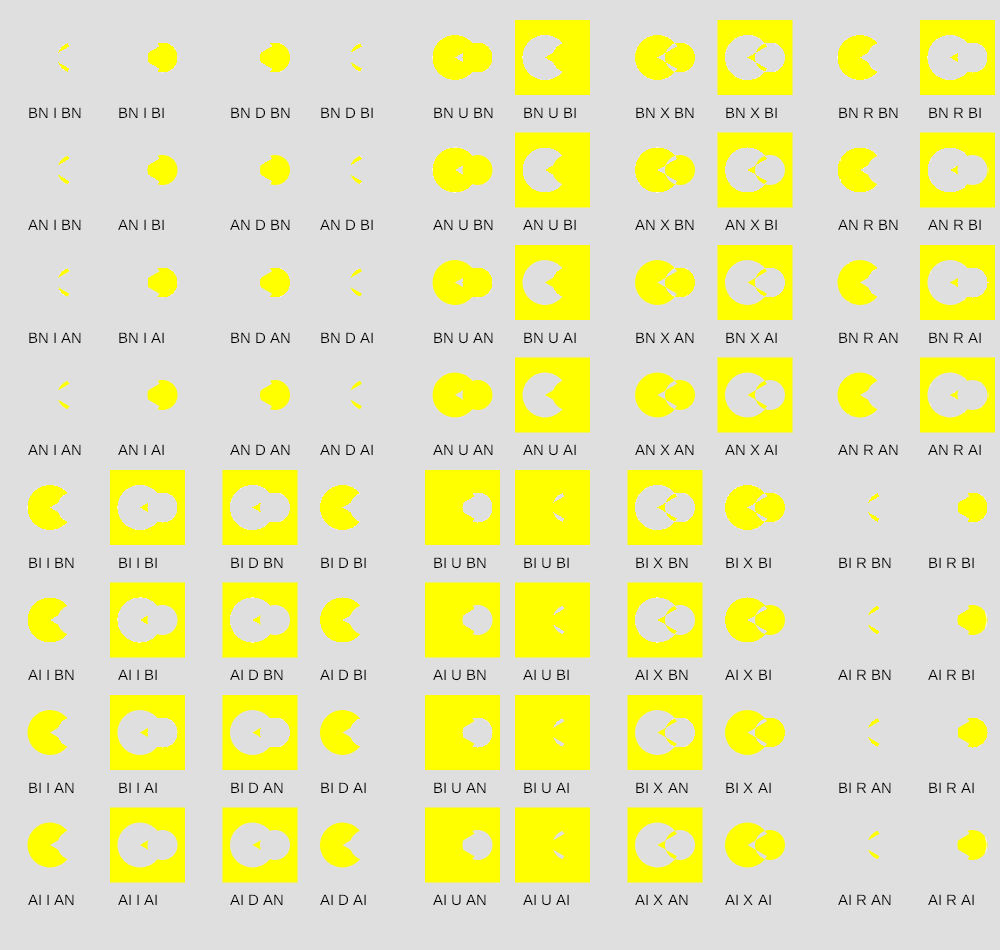 BN I BN BN I BI BN D BN BN D BI BN U BN BN U BI BN X BN BN X BI BN R BN BN R BI
AN I BN AN I BI AN D BN AN D BI AN U BN AN U BI AN X BN AN X BI AN R BN AN R BI
BN I AN BN I AI BN D AN BN D AI BN U AN BN U AI BN X AN BN X AI BN R AN BN R AI
AN I AN AN I AI AN D AN AN D AI AN U AN AN U AI AN X AN AN X AI AN R AN AN R AI
BI I BN BI I BI BI D BN BI D BI BI U BN BI U BI BI X BN BI X BI BI R BN BI R BI
AI I BN AI I BI AI D BN AI D BI AI U BN AI U BI AI X BN AI X BI AI R BN AI R BI
BI I AN BI I AI BI D AN BI D AI BI U AN BI U AI BI X AN BI X AI BI R AN BI R AI
AI I AN AI I AI AI D AN AI D AI AI U AN AI U AI AI X AN AI X AI AI R AN AI R AI